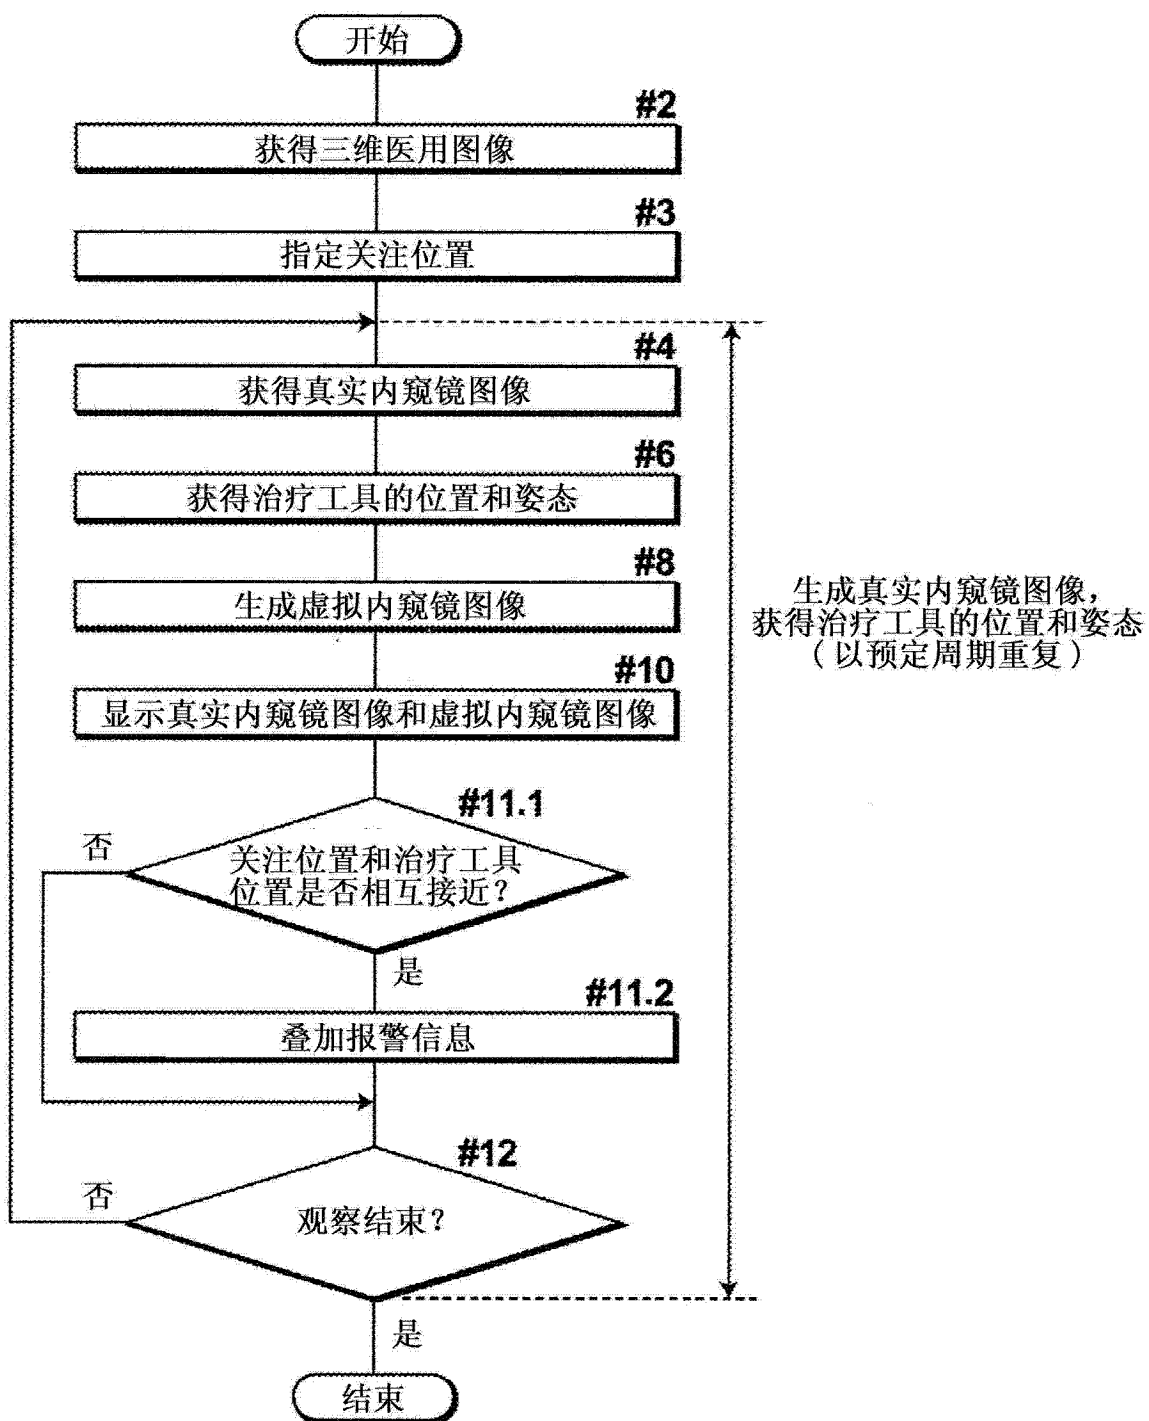 开始
#2
获得三维医用图像
#3
指定关注位置
#4
获得真实内窥镜图像
#6
获得治疗工具的位置和姿态
#8
生成虚拟内窥镜图像
生成真实内窥镜图像,
获得治疗工具的位置和姿态
(以预定周期重复)
#10
显示真实内窥镜图像和虚拟内窥镜图像
#11.1
否
关注位置和治疗工具
位置是否相互接近?
是
#11.2
叠加报警信息
#12
否
观察结束?
是
结束